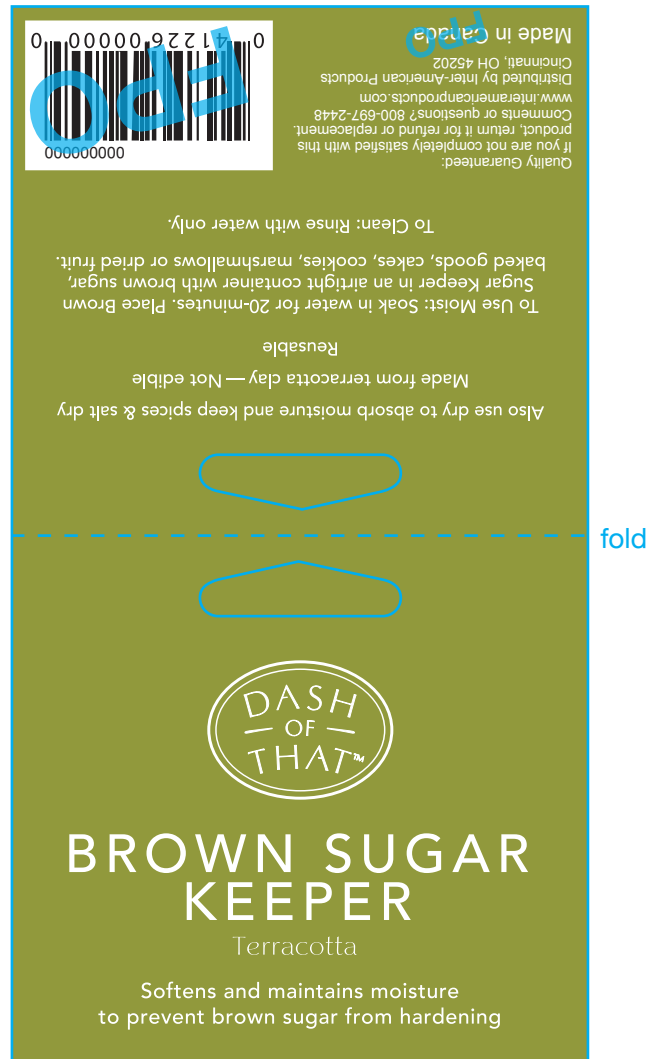 Also use dry to absorb moisture and keep spices & salt dry
Made from terracotta clay — Not edible
Reusable
To Use Moist: Soak in water for 20-minutes. Place Brown
Sugar Keeper in an airtight container with brown sugar,
baked goods, cakes, cookies, marshmallows or dried fruit.
To Clean: Rinse with water only.
Quality Guaranteed:
If you are not completely satisfied with this
product, return it for refund or replacement.
Comments or questions? 800-697-2448
www.interamericanproducts.com
Distributed by Inter-American Products
Cincinnati, OH 45202
Made in Canada
FPO
000000000
0 41226 00000 0
FPO
fold
DASH
OF
THAT™
BROWN SUGAR
KEEPER
Terracotta
Softens and maintains moisture
to prevent brown sugar from hardening